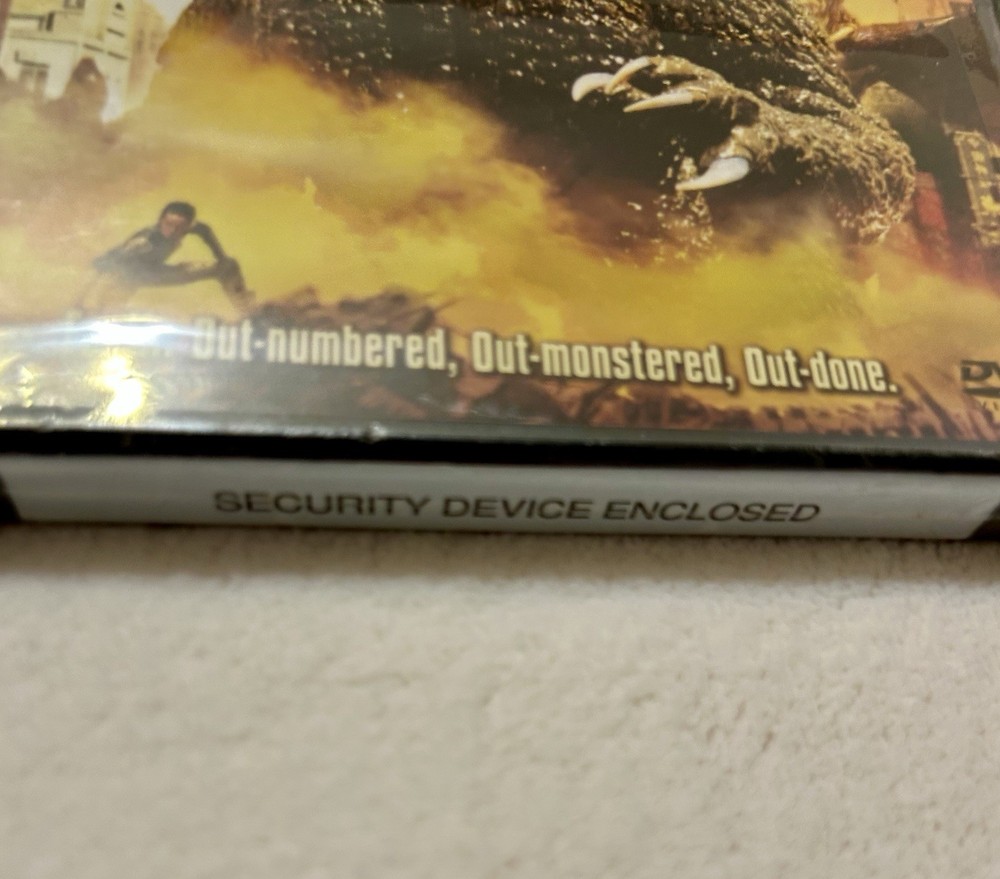 Out-numbered, Out-monstered, Out-done.
SECURITY DEVICE ENCLOSED